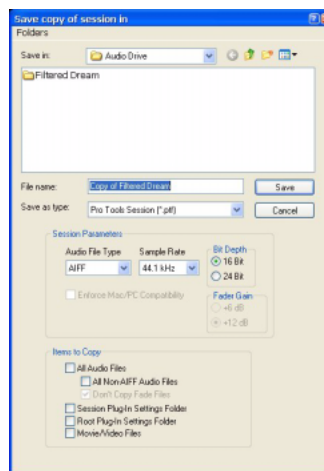 Save copy of session in
Folders
Save in:
Audio Drive
Filtered Dream
File name:
Copy of Filtered Dream
Save
Save as type:
Pro Tools Session (*.ptf)
Cancel
Session Parameters
Audio File Type
Sample Rate
Bit Depth
AIFF
44.1 kHz
16 Bit
24 Bit
Enforce Mac/PC Compatibility
Fader Gain
+6 dB
+12 dB
Items to Copy
All Audio Files
All Non-AIFF Audio Files
Don't Copy Fade Files
Session Plug-In Settings Folder
Root Plug-In Settings Folder
Movie/Video Files